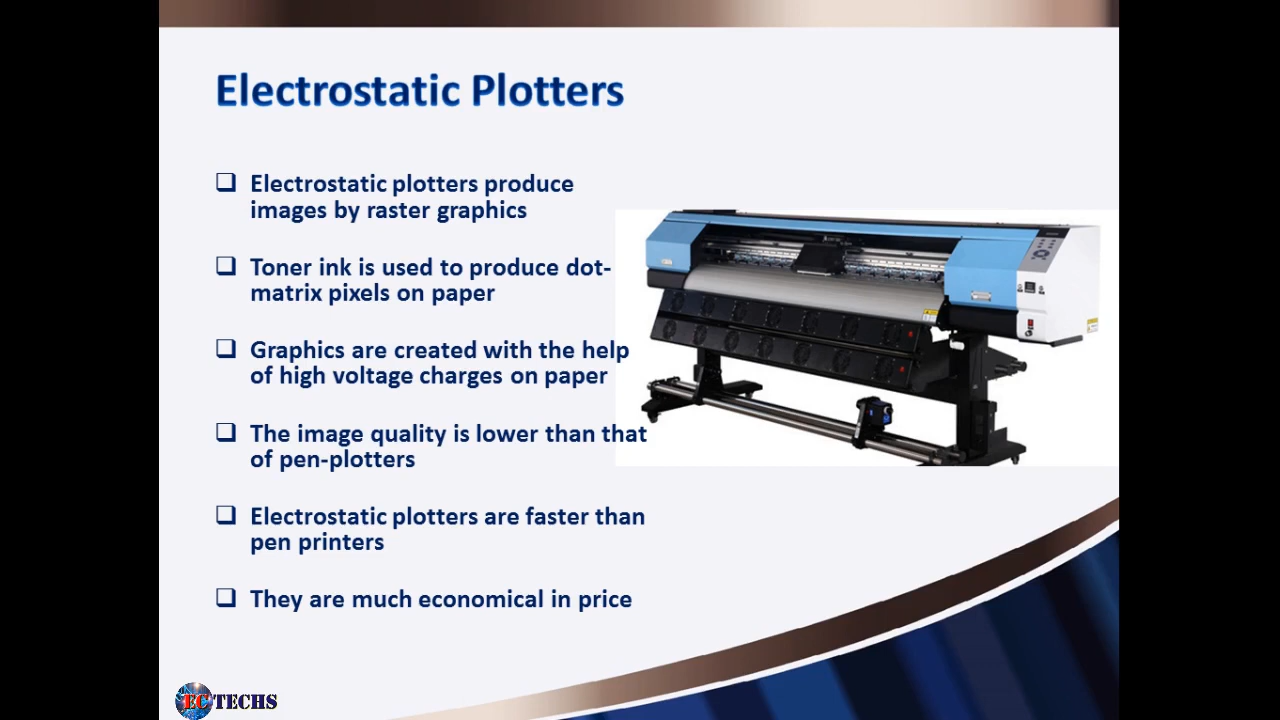 Electrostatic Plotters
Electrostatic plotters produce
images by raster graphics
Toner ink is used to produce dot-
matrix pixels on paper
Graphics are created with the help
of high voltage charges on paper
The image quality is lower than that
of pen-plotters
Electrostatic plotters are faster than
pen printers
They are much economical in price
EC TECHS